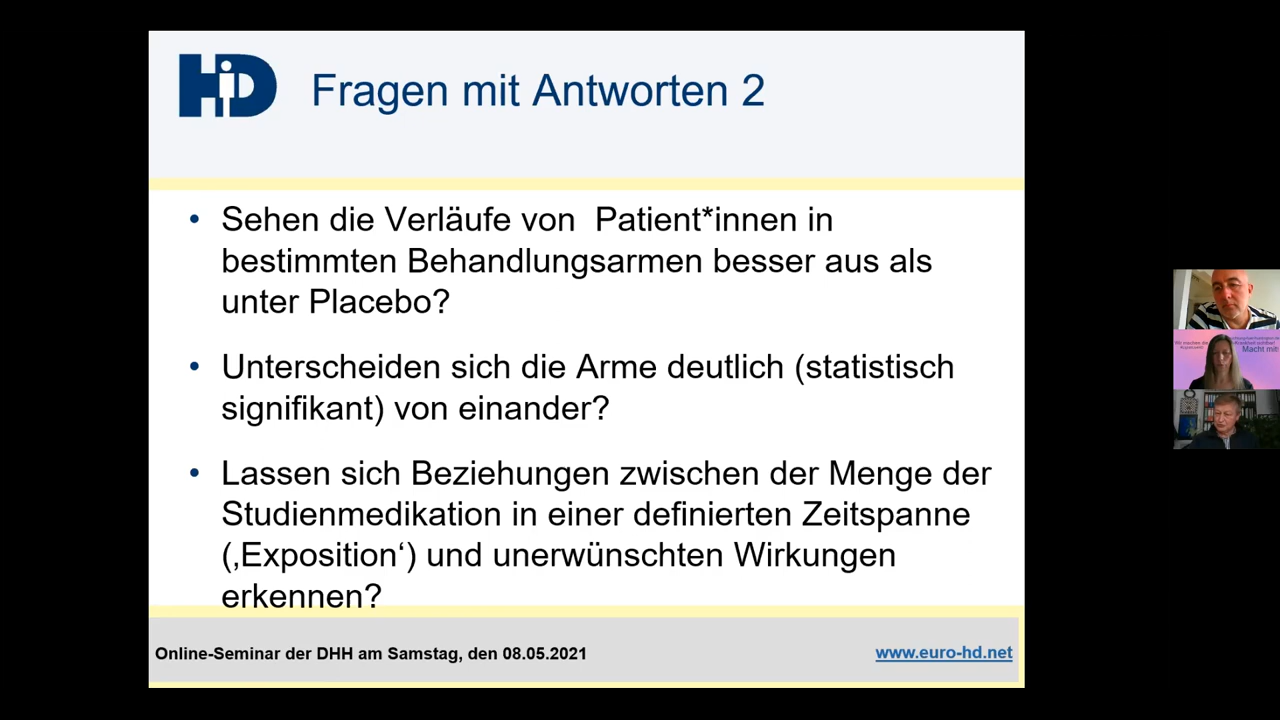 HD
Fragen mit Antworten 2
• Sehen die Verläufe von Patient*innen in
bestimmten Behandlungsarmen besser aus als
unter Placebo?
• Unterscheiden sich die Arme deutlich (statistisch
signifikant) von einander?
• Lassen sich Beziehungen zwischen der Menge der
Studienmedikation in einer definierten Zeitspanne
(‚Exposition‘) und unerwünschten Wirkungen
erkennen?
Online-Seminar der DHH am Samstag, den 08.05.2021
www.euro-hd.net
Macht mit!